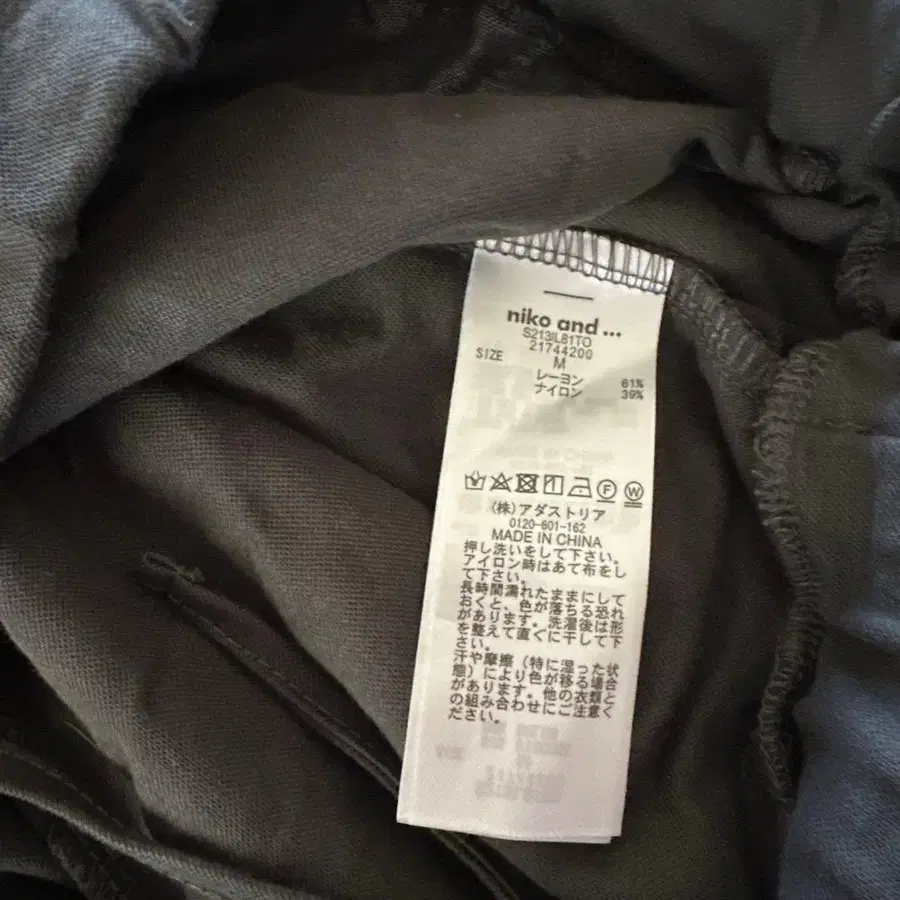 niko and ...
S213IL81TO
21744200
SIZE M
レーヨン 61%
ナイロン 39%
(株)アダストリア
0120-601-162
MADE IN CHINA
押し洗いをして下さい。
アイロン時はあて布をし
て下さい。
長時間濡れたままにして
おくと、色が落ちる恐れ
があります。洗濯後は形
を整えて直ぐに干して下
さい。
汗や摩擦(特に湿った状
態)により色が移る場合
があります。他の衣類と
の組み合わせにご注意く
ださい。